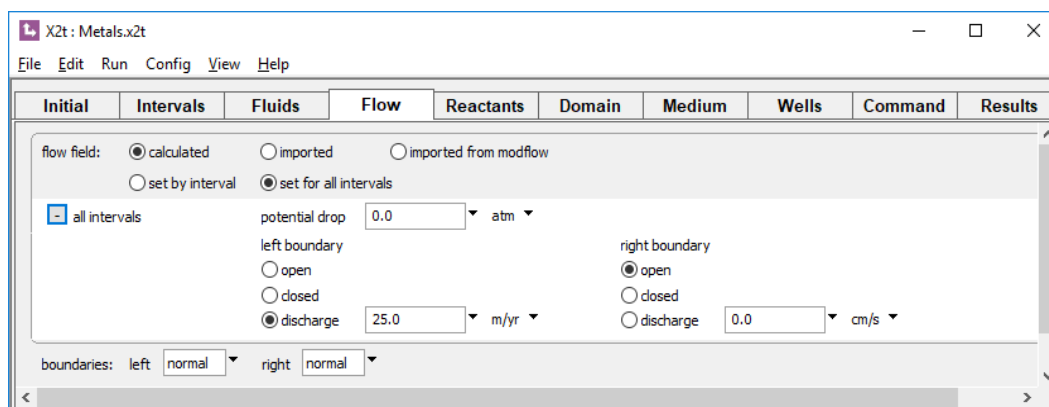 X2t : Metals.x2t
File Edit Run Config View Help
Initial Intervals Fluids Flow Reactants Domain Medium Wells Command Results
flow field: calculated imported imported from modflow
set by interval set for all intervals
- all intervals potential drop 0.0 atm
left boundary right boundary
open open
closed closed
discharge 25.0 m/yr discharge 0.0 cm/s
boundaries: left normal right normal